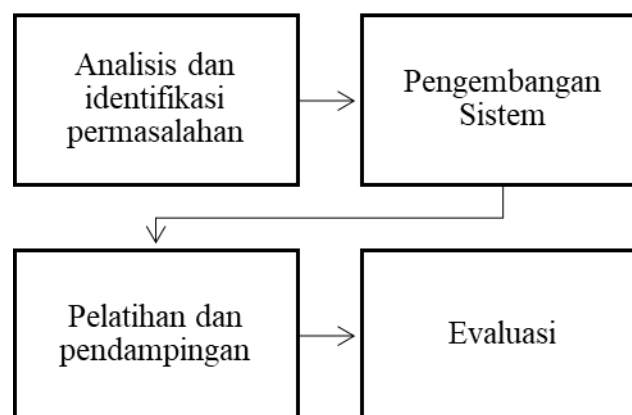 Analisis dan
identifikasi
permasalahan
Pengembangan
Sistem
Pelatihan dan
pendampingan
Evaluasi